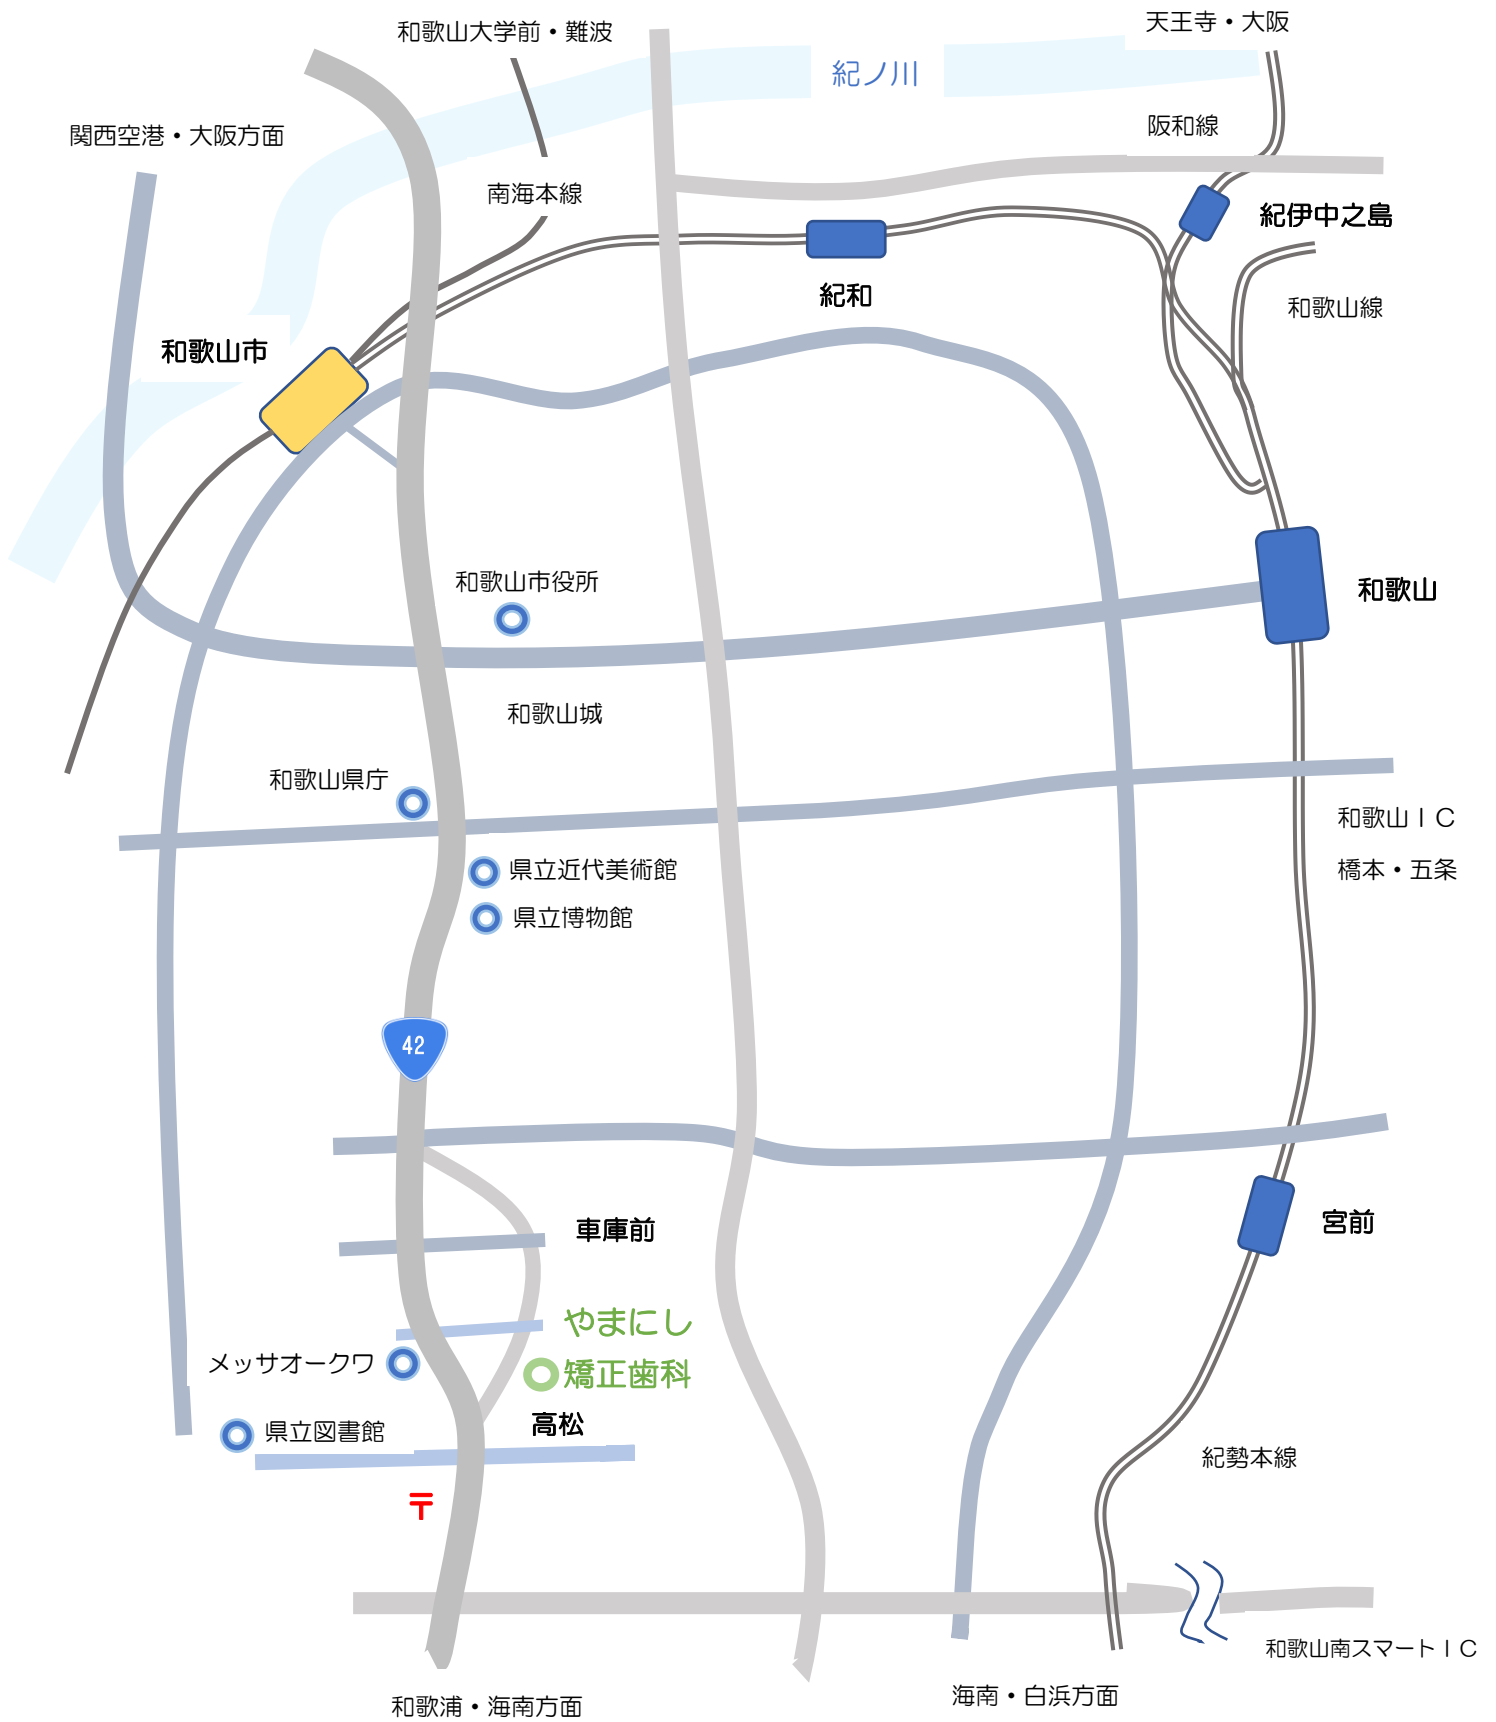 天王寺・大阪
和歌山大学前・難波
紀ノ川
阪和線
関西空港・大阪方面
南海本線
紀伊中之島
紀和
和歌山線
和歌山市
和歌山市役所
和歌山
和歌山城
和歌山県庁
和歌山ＩＣ
橋本・五条
県立近代美術館
県立博物館
42
宮前
車庫前
やまにし
矯正歯科
メッサオークワ
高松
県立図書館
紀勢本線
〒
和歌山南スマートＩＣ
海南・白浜方面
和歌浦・海南方面